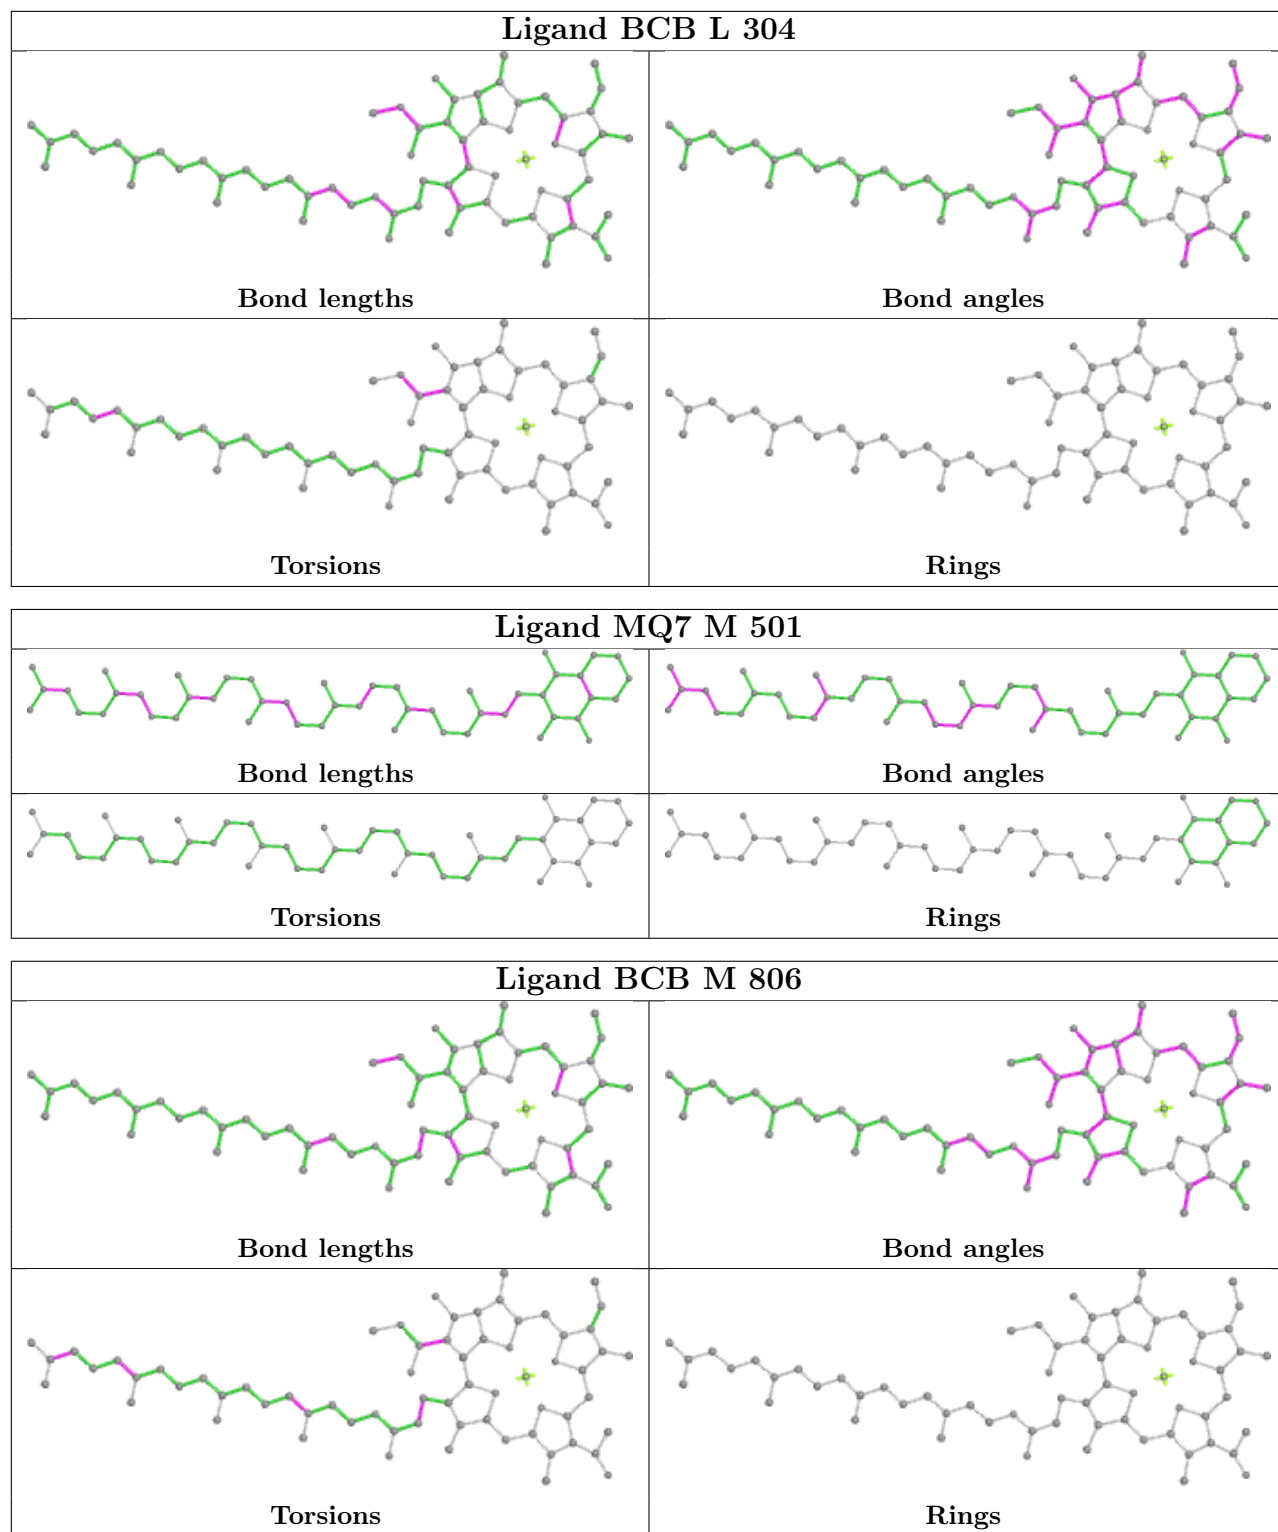 Ligand BCB L 304
Bond lengths
Bond angles
Torsions
Rings
Ligand MQ7 M 501
Bond lengths
Bond angles
Torsions
Rings
Ligand BCB M 806
Bond lengths
Bond angles
Torsions
Rings